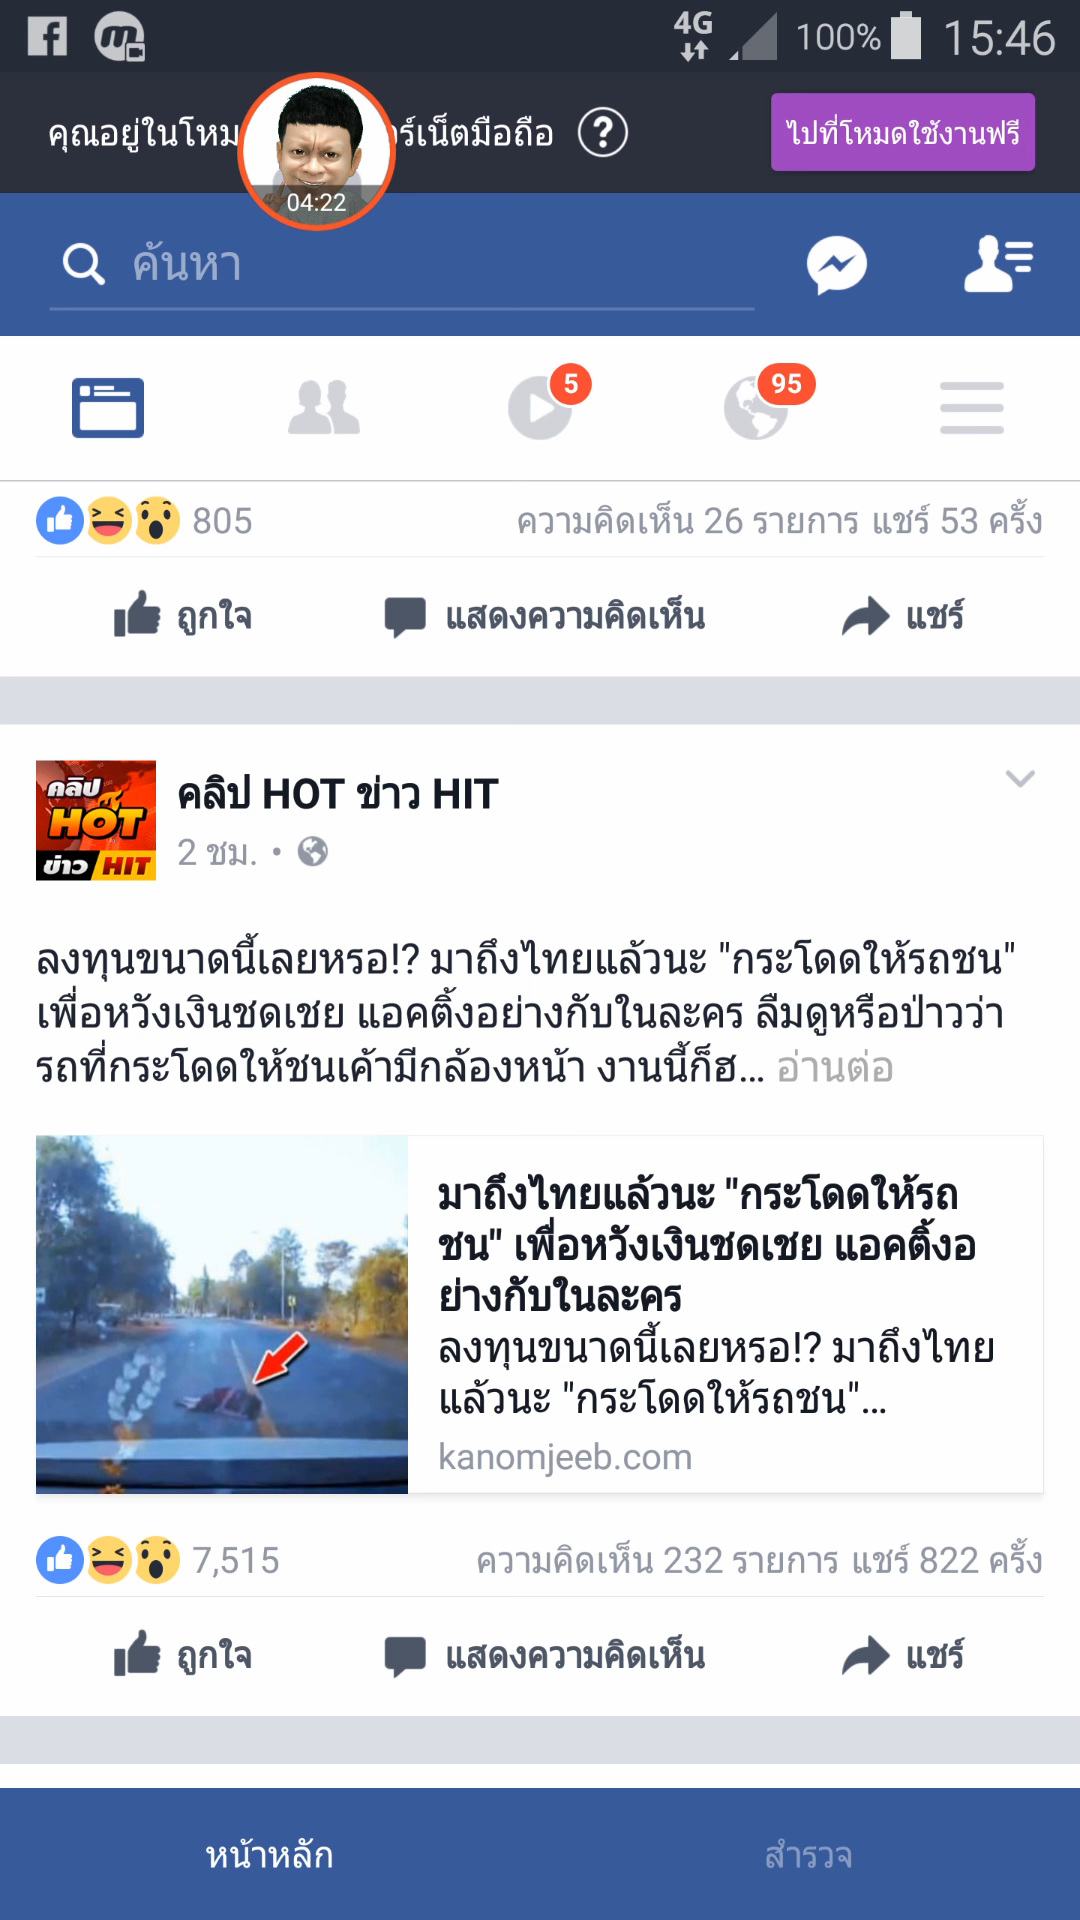 4G 100% 15:46
คุณอยู่ในโหม ร์เน็ตมือถือ ? ไปที่โหมดใช้งานฟรี
04:22
ค้นหา
5 95
805 ความคิดเห็น 26 รายการ แชร์ 53 ครั้ง
ถูกใจ แสดงความคิดเห็น แชร์
คลิป HOT ข่าว HIT
คลิป HOT ข่าว HIT
2 ชม. •
ลงทุนขนาดนี้เลยหรอ!? มาถึงไทยแล้วนะ "กระโดดให้รถชน"
เพื่อหวังเงินชดเชย แอคติ้งอย่างกับในละคร ลืมดูหรือป่าวว่า
รถที่กระโดดให้ชนเค้ามีกล้องหน้า งานนี้ก็ฮ... อ่านต่อ
มาถึงไทยแล้วนะ "กระโดดให้รถ
ชน" เพื่อหวังเงินชดเชย แอคติ้งอ
ย่างกับในละคร
ลงทุนขนาดนี้เลยหรอ!? มาถึงไทย
แล้วนะ "กระโดดให้รถชน"...
kanomjeeb.com
7,515 ความคิดเห็น 232 รายการ แชร์ 822 ครั้ง
ถูกใจ แสดงความคิดเห็น แชร์
หน้าหลัก สำรวจ